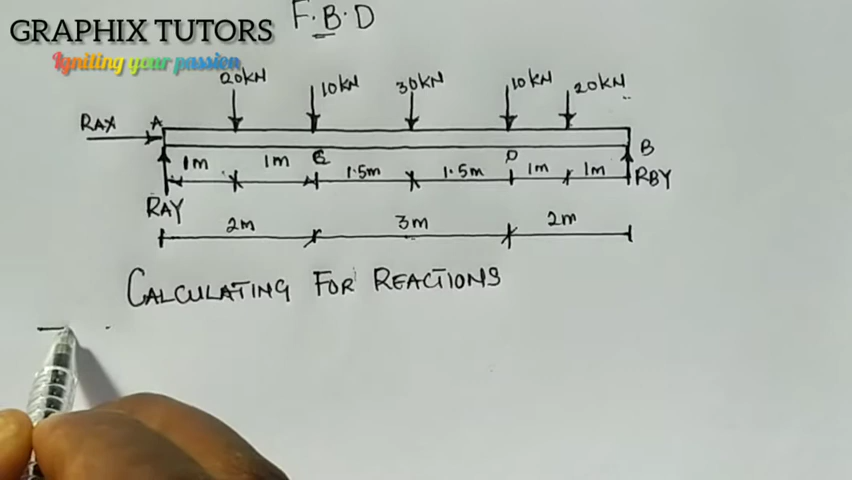 F.B.D
GRAPHIX TUTORS
Igniting your passion
20KN 10KN 30KN 10KN 20KN
RAX A
C D B
1m 1m 1.5m 1.5m 1m 1m
RAY RBY
2m 3m 2m
CALCULATING FOR REACTIONS